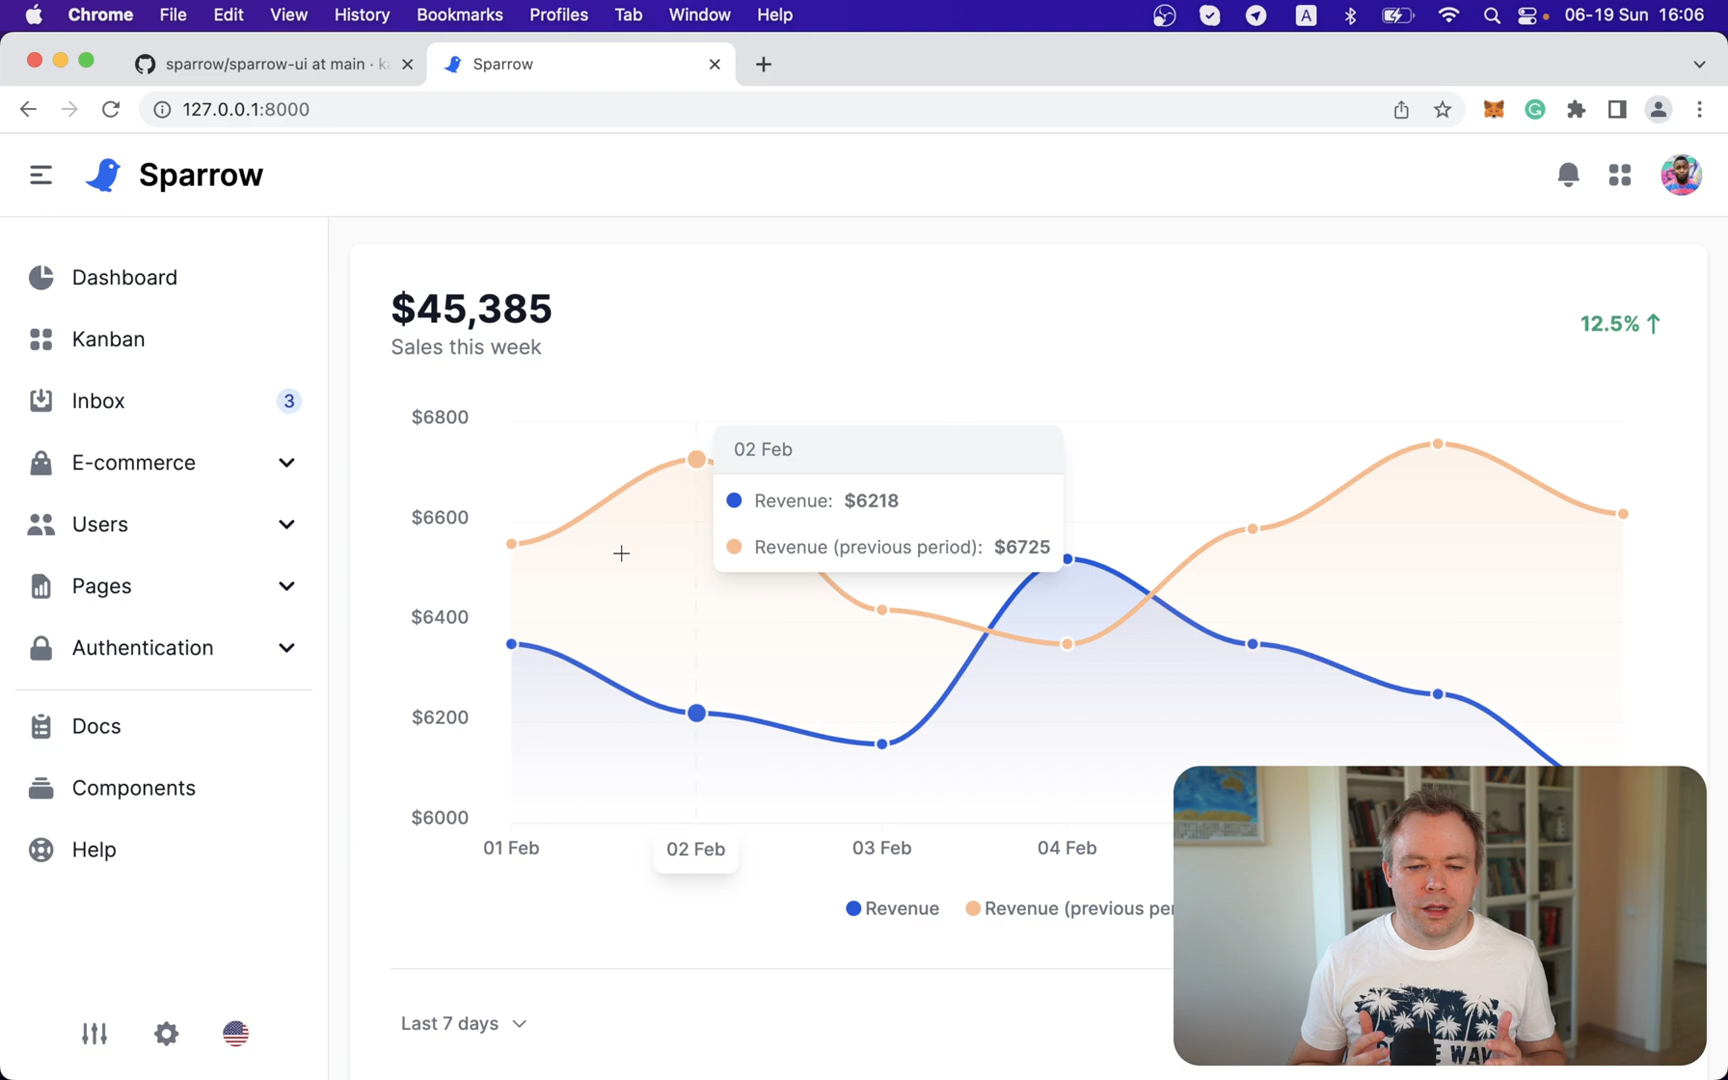 Chrome File Edit View History Bookmarks Profiles Tab Window Help A 06-19 Sun 16:06
sparrow/sparrow-ui at main · ka
Sparrow
127.0.0.1:8000
Sparrow
Dashboard
Kanban
Inbox 3
E-commerce
Users
Pages
Authentication
Docs
Components
Help
$45,385
Sales this week
12.5%
$6800
$6600
$6400
$6200
$6000
02 Feb
Revenue: $6218
Revenue (previous period): $6725
01 Feb 02 Feb 03 Feb 04 Feb
Revenue Revenue (previous per
Last 7 days